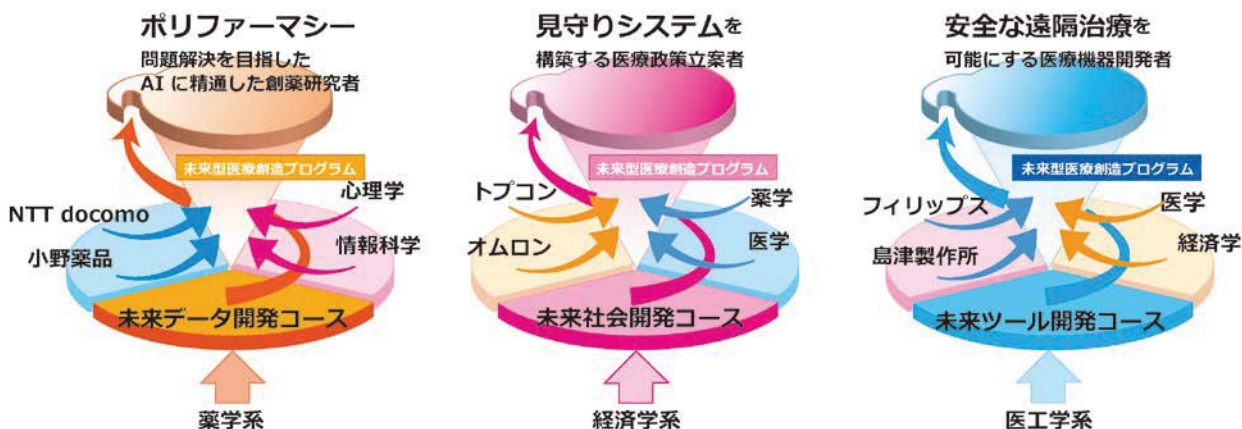 ポリファーマシー
問題解決を目指した
AI に精通した創薬研究者
未来型医療創造プログラム
心理学
NTT docomo
情報科学
小野薬品
未来データ開発コース
薬学系
見守りシステムを
構築する医療政策立案者
未来型医療創造プログラム
トプコン
薬学
オムロン
医学
未来社会開発コース
経済学系
安全な遠隔治療を
可能にする医療機器開発者
未来型医療創造プログラム
フィリップス
医学
島津製作所
経済学
未来ツール開発コース
医工学系